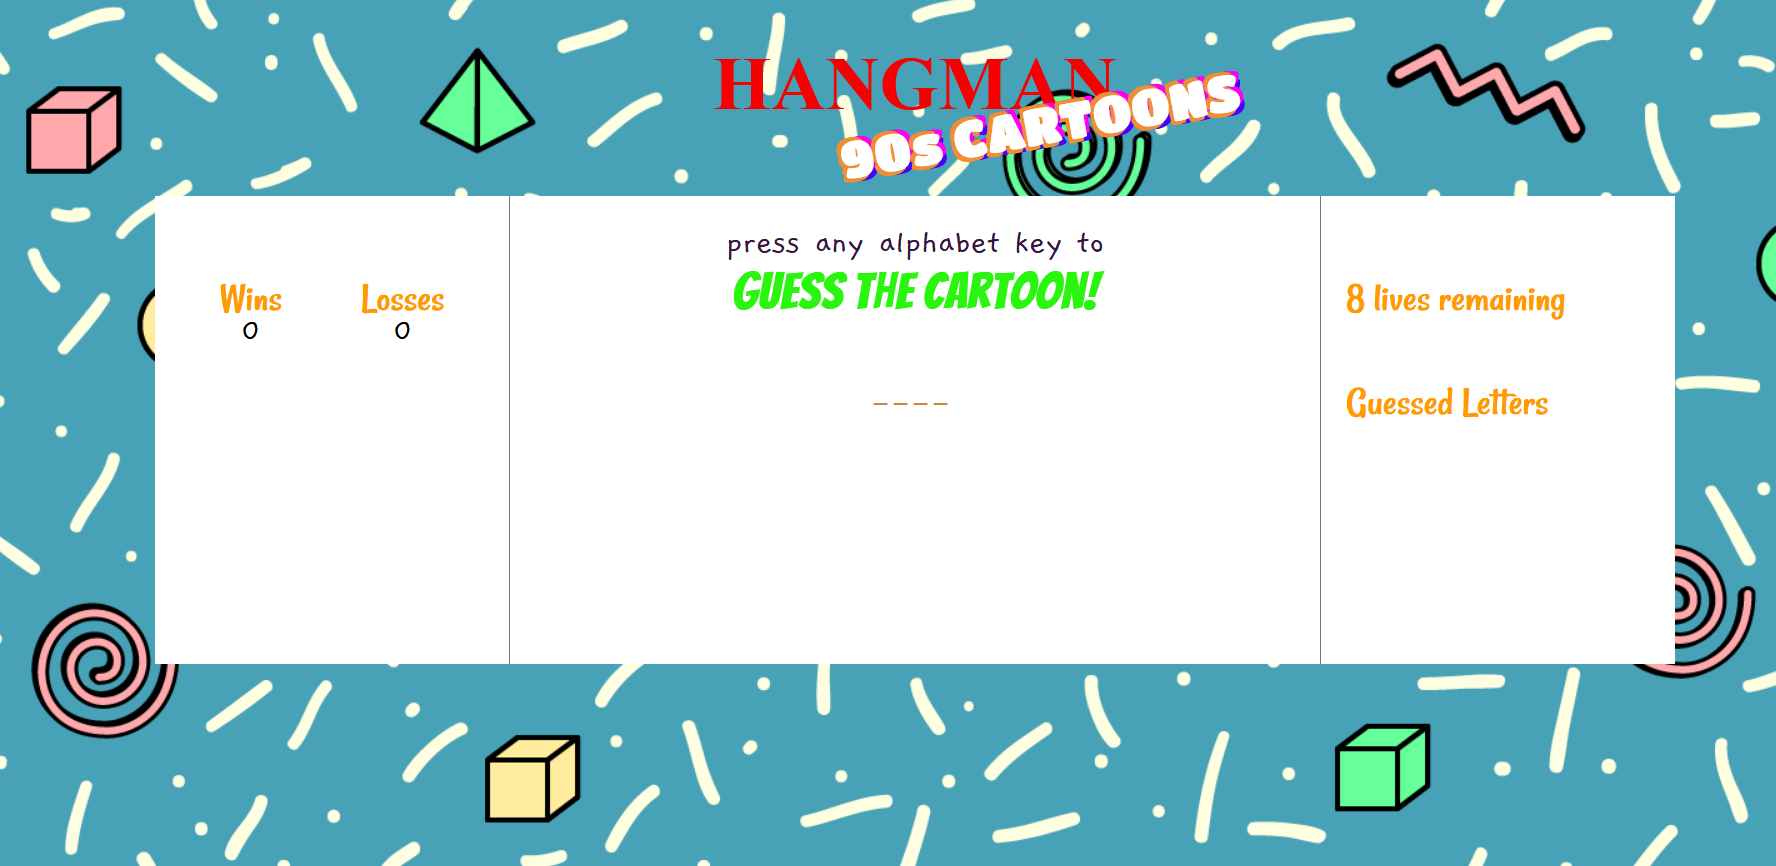 HANGMAN
90s CARTOONS
press any alphabet key to
GUESS THE CARTOON!
Wins
0
Losses
0
_ _ _ _
8 lives remaining
Guessed Letters